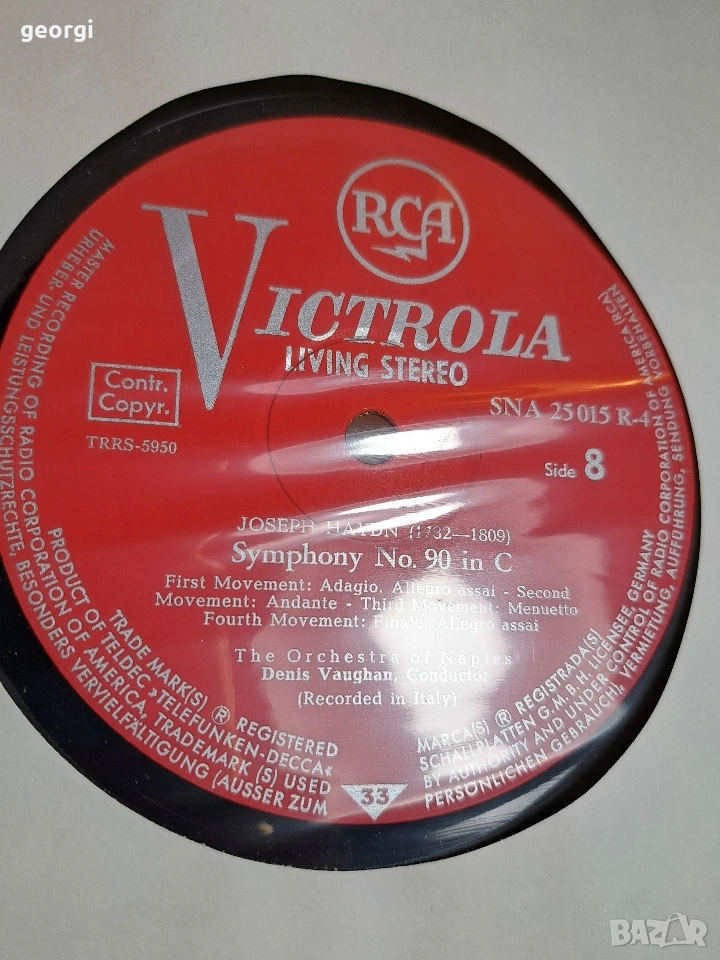 georgi
RCA
VICTROLA
LIVING STEREO
Contr.
Copyr.
TRRS-5950
SNA 25015 R-4
Side 8
JOSEPH HAYDN (1732—1809)
Symphony No. 90 in C
First Movement: Adagio, Allegro assai - Second
Movement: Andante - Third Movement: Menuetto
Fourth Movement: Finale, Allegro assai
The Orchestra of Naples
Denis Vaughan, Conductor
(Recorded in Italy)
33
TRADE MARK(S) ® REGISTERED
MARCA(S) ® REGISTRADA(S)
PRODUCT OF TELDEC »TELEFUNKEN-DECCA«
SCHALLPLATTEN G.M.B.H. LICENSEE, GERMANY
MASTER RECORDING OF RADIO CORPORATION OF AMERICA, TRADEMARK (S) USED
BY AUTHORITY AND UNDER CONTROL OF RADIO CORPORATION OF AMERICA (RCA)
URHEBER- UND LEISTUNGSSCHUTZRECHTE, BESONDERS VERVIELFÄLTIGUNG (AUSSER ZUM
PERSÖNLICHEN GEBRAUCH), VERMIETUNG, AUFFÜHRUNG, SENDUNG VORBEHALTEN
BAZAR